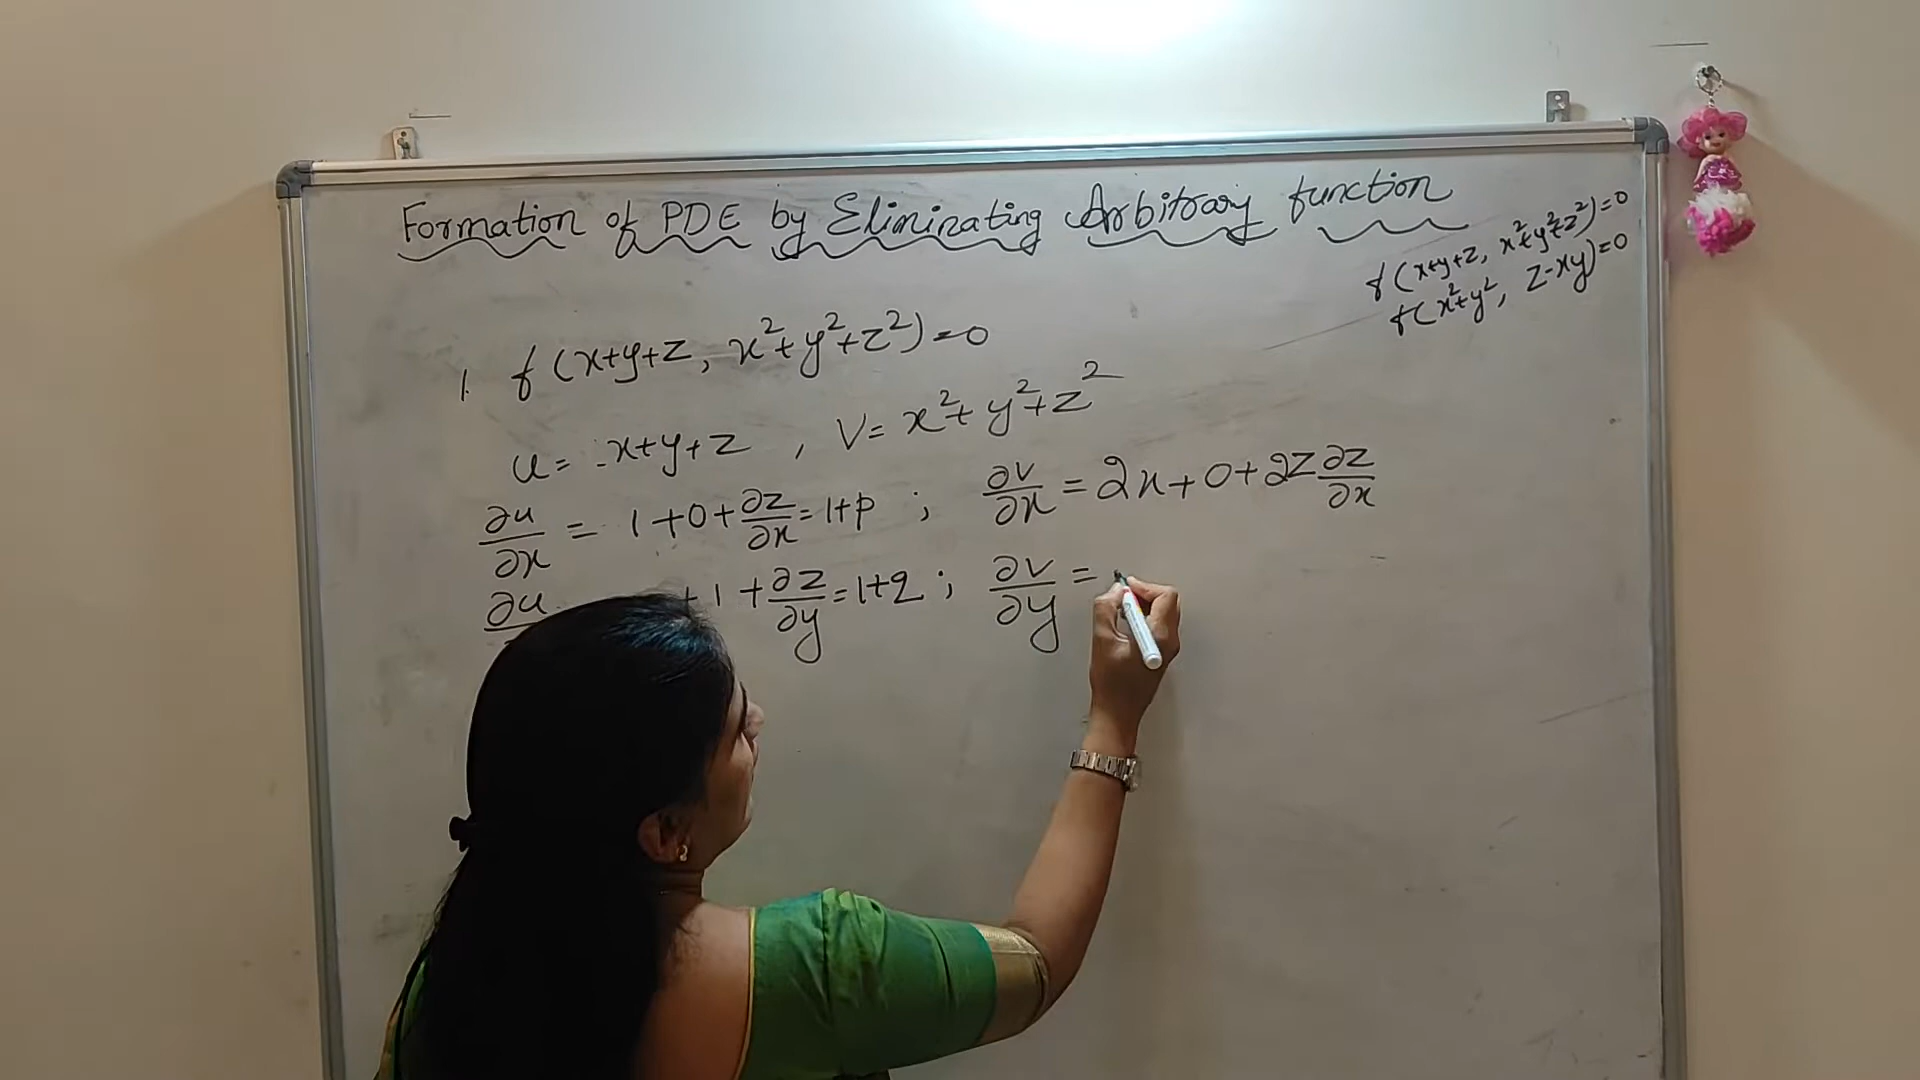 Formation of PDE by Eliminating Arbitrary function
f(x+y+z, x²+y²+z²)=0
f(x²+y², z-xy)=0
1. f(x+y+z, x²+y²+z²)=0
u= x+y+z , V= x²+y²+z²
∂u/∂x = 1+0+∂z/∂x=1+p ; ∂v/∂x=2x+0+2z∂z/∂x
∂u +1+∂z/∂y=1+q ; ∂v/∂y=